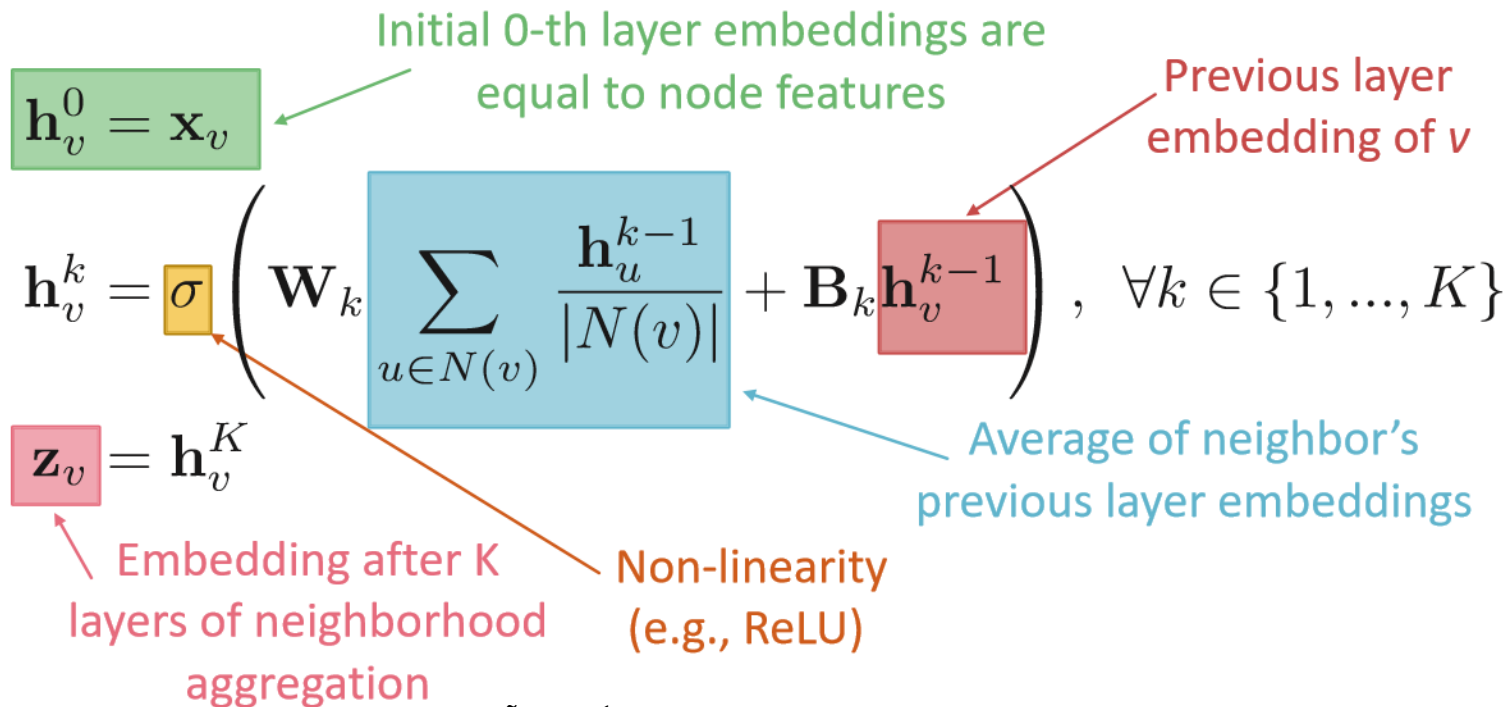 Initial 0-th layer embeddings are
equal to node features
Previous layer
embedding of v
h_v^0 = x_v
h_v^k = σ ( W_k ∑_{u∈N(v)} h_u^{k−1} / |N(v)| + B_k h_v^{k−1} ) , ∀k ∈ {1, ..., K}
z_v = h_v^K
Average of neighbor’s
previous layer embeddings
Embedding after K
layers of neighborhood
aggregation
Non-linearity
(e.g., ReLU)